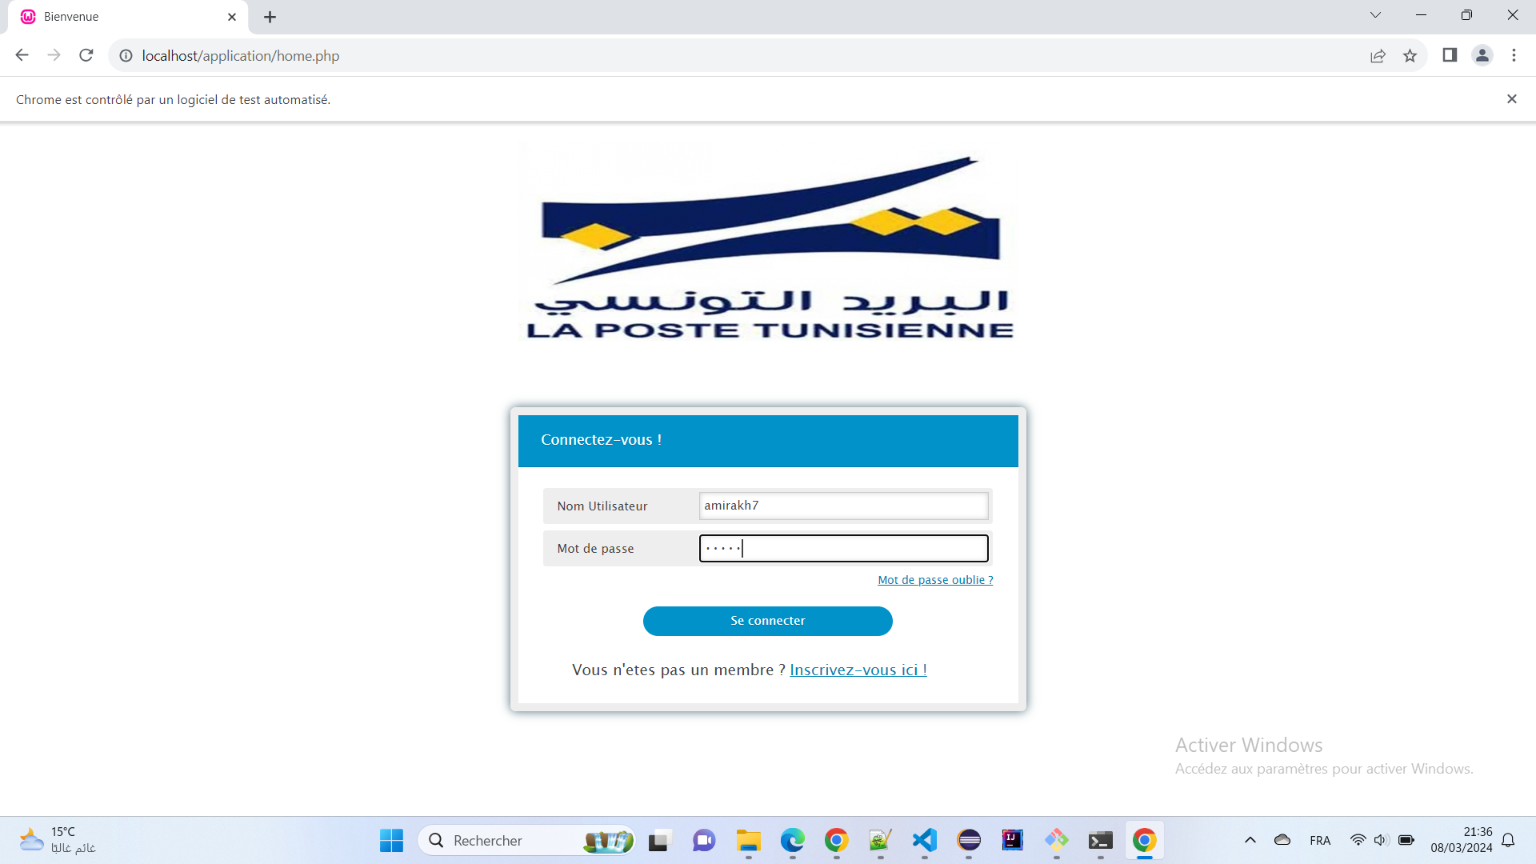 Bienvenue
localhost/application/home.php
Chrome est contrôlé par un logiciel de test automatisé.
البريد التونسي
LA POSTE TUNISIENNE
Connectez-vous !
Nom Utilisateur
amirakh7
Mot de passe
•••••
Mot de passe oublie ?
Se connecter
Vous n'etes pas un membre ? Inscrivez-vous ici !
Activer Windows
Accédez aux paramètres pour activer Windows.
15°C
غائم غالبًا
Rechercher
FRA
21:36
08/03/2024